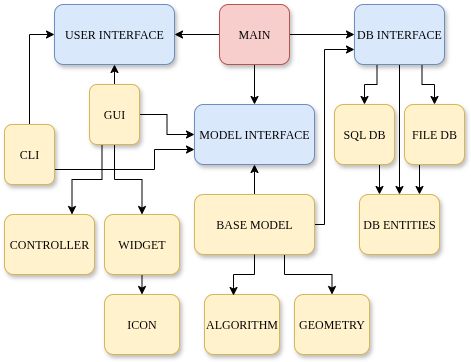 USER INTERFACE
MAIN
DB INTERFACE
GUI
CLI
MODEL INTERFACE
SQL DB
FILE DB
CONTROLLER
WIDGET
BASE MODEL
DB ENTITIES
ICON
ALGORITHM
GEOMETRY